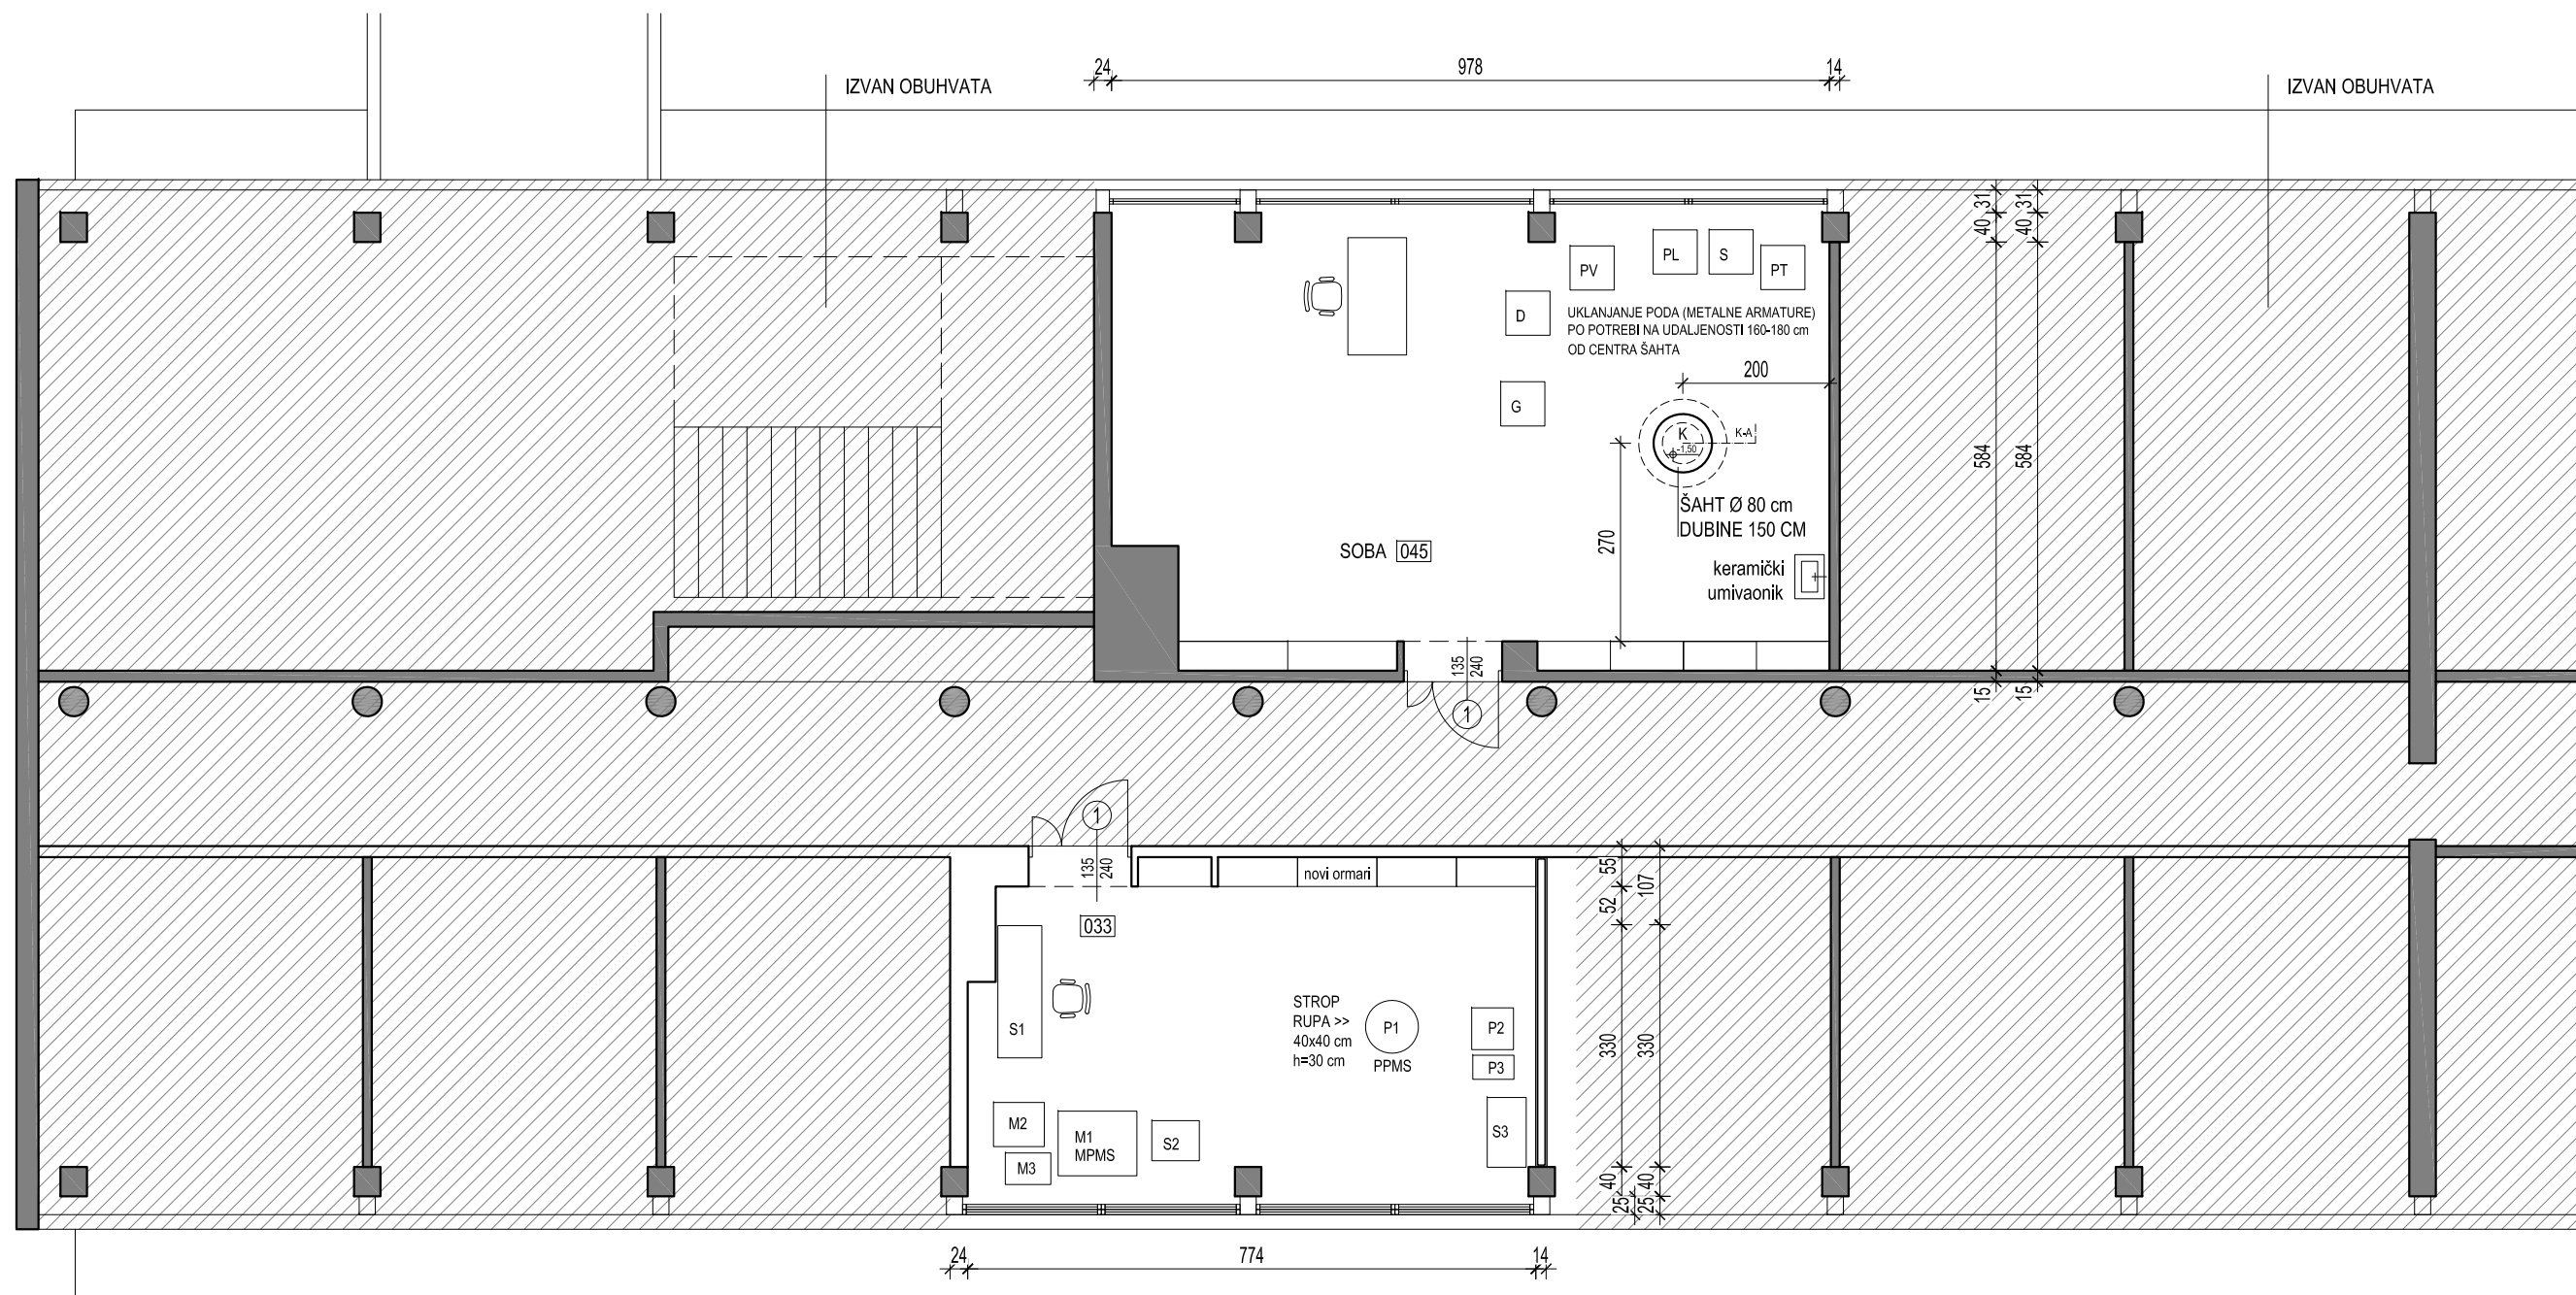 24
978
14
IZVAN OBUHVATA
IZVAN OBUHVATA
31
40
584
15
31
40
584
15
PV
PL
S
PT
D
G
UKLANJANJE PODA (METALNE ARMATURE)
PO POTREBI NA UDALJENOSTI 160-180 cm
OD CENTRA ŠAHTA
200
K
K-A
-1,50
ŠAHT Ø 80 cm
DUBINE 150 CM
270
SOBA 045
keramički
umivaonik
135
240
1
1
135
240
novi ormari
033
S1
STROP
RUPA >>
40x40 cm
h=30 cm
P1
PPMS
P2
P3
S3
M2
M1
MPMS
M3
S2
55
52
330
40
25
107
330
40
25
24
774
14